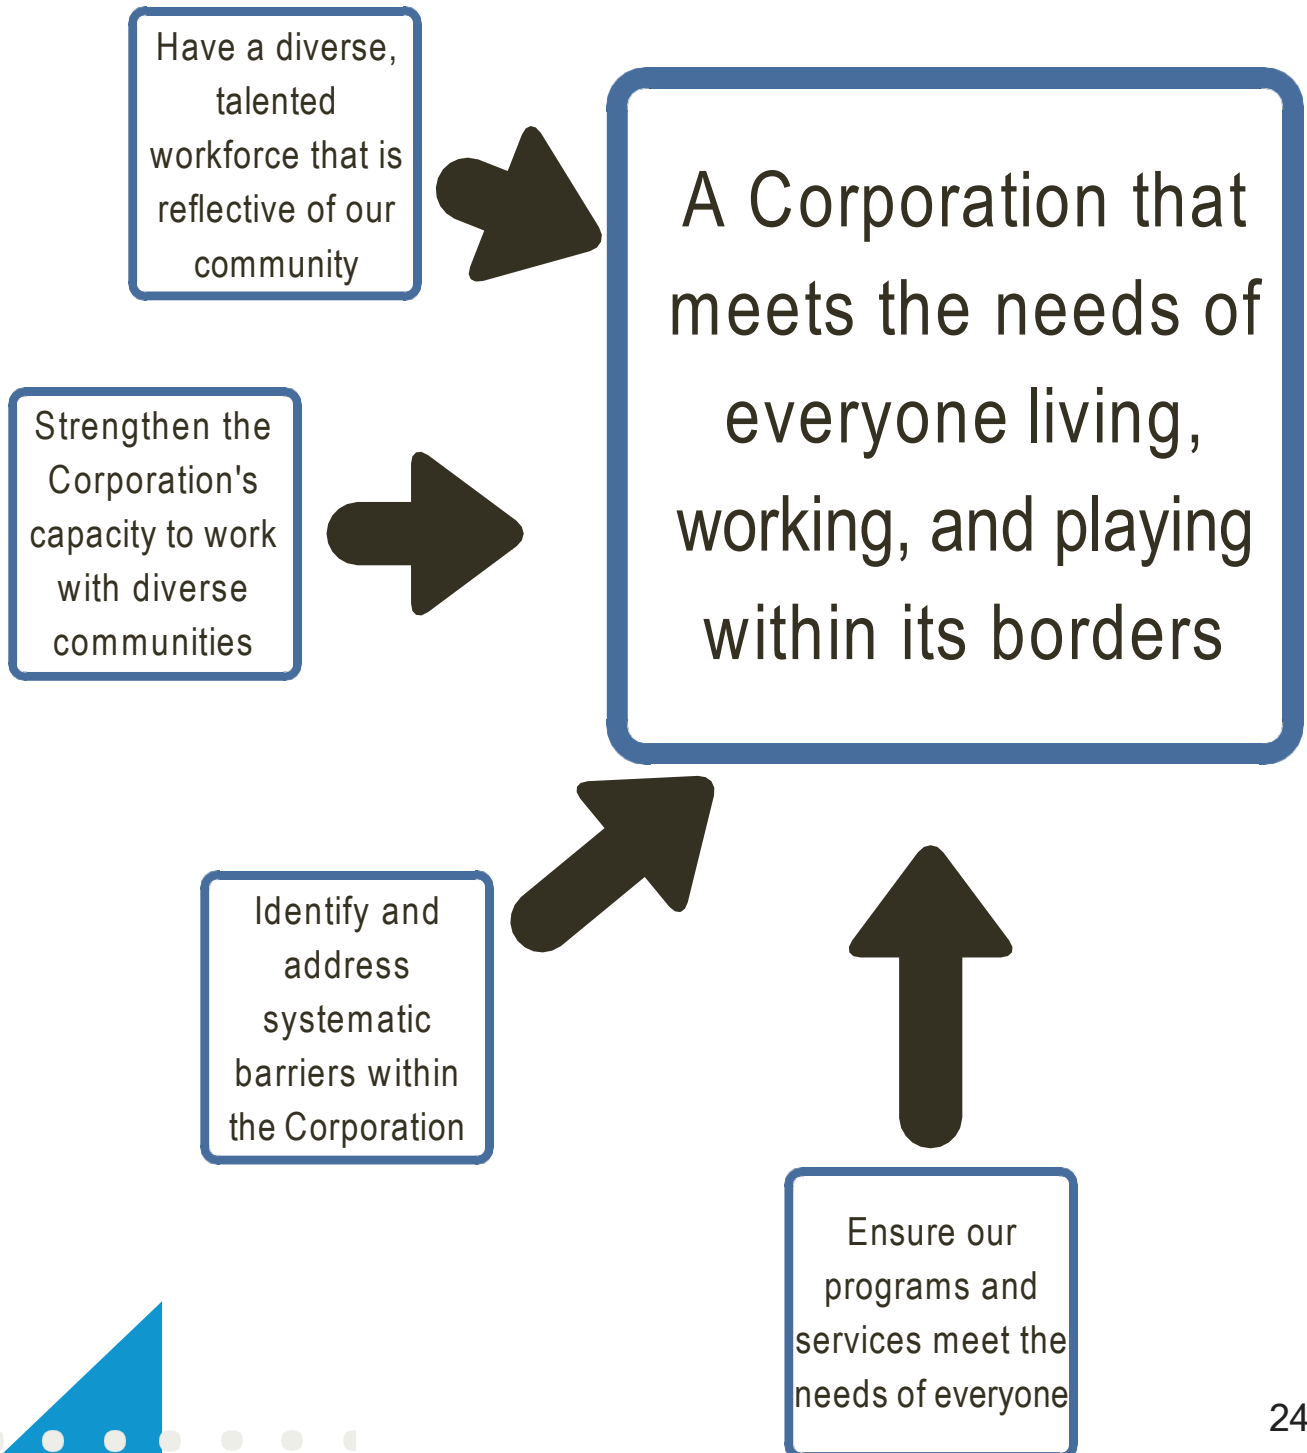 Have a diverse,
talented
workforce that is
reflective of our
community
A Corporation that
meets the needs of
everyone living,
working, and playing
within its borders
Strengthen the
Corporation's
capacity to work
with diverse
communities
Identify and
address
systematic
barriers within
the Corporation
Ensure our
programs and
services meet the
needs of everyone
24